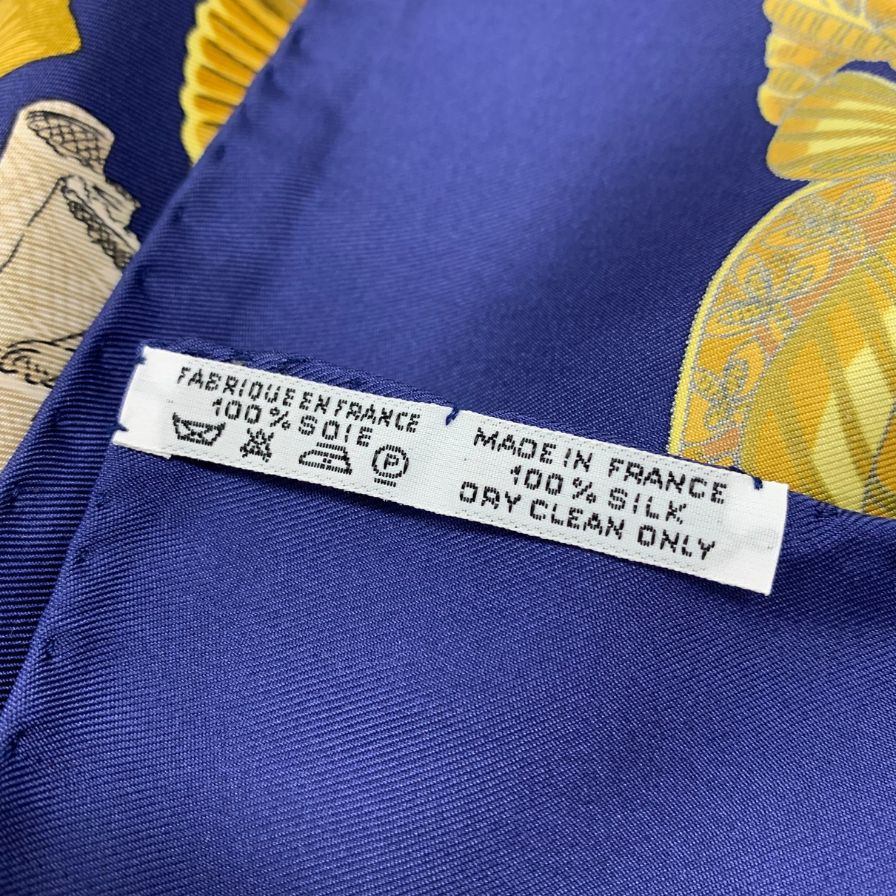 FABRIQUE EN FRANCE
100% SOIE
P
MADE IN FRANCE
100% SILK
DRY CLEAN ONLY